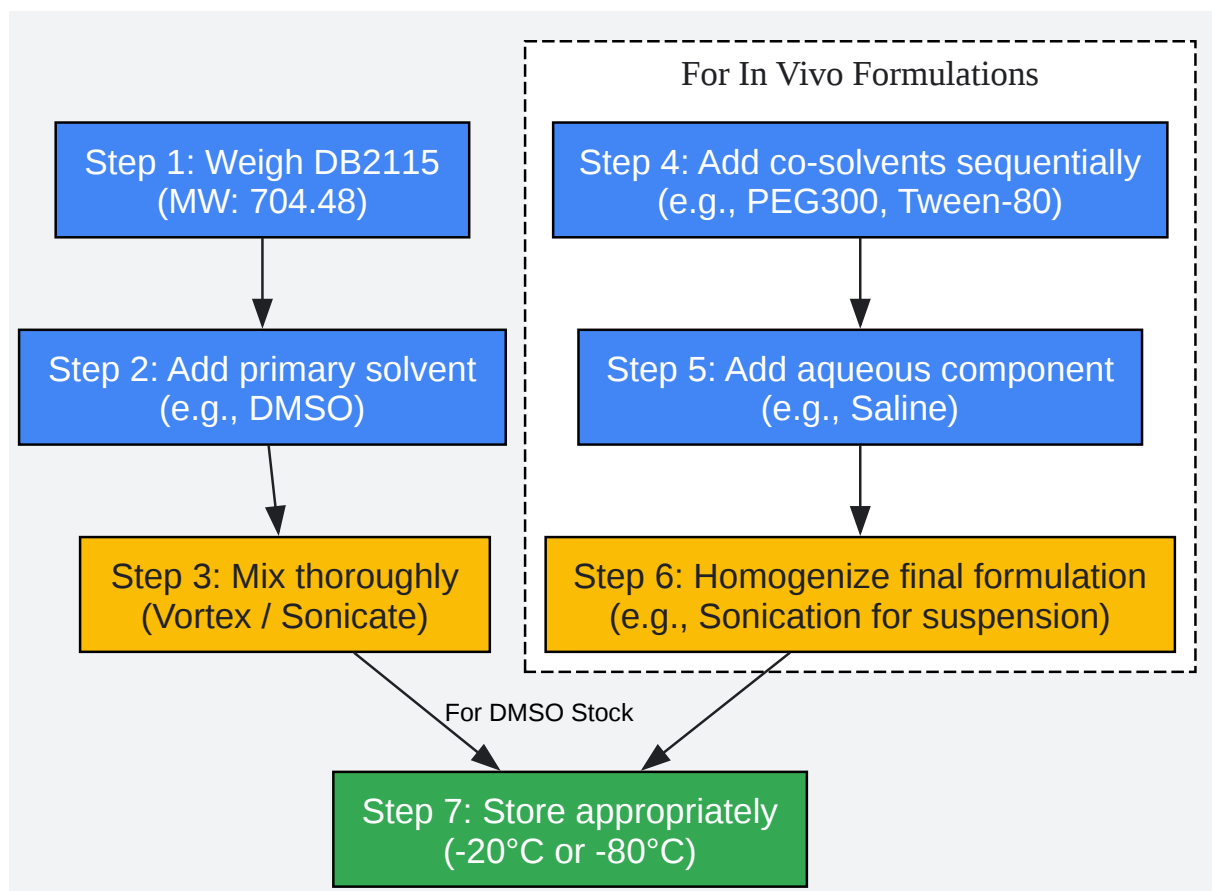 For In Vivo Formulations
Step 1: Weigh DB2115
(MW: 704.48)
Step 2: Add primary solvent
(e.g., DMSO)
Step 3: Mix thoroughly
(Vortex / Sonicate)
Step 4: Add co-solvents sequentially
(e.g., PEG300, Tween-80)
Step 5: Add aqueous component
(e.g., Saline)
Step 6: Homogenize final formulation
(e.g., Sonication for suspension)
For DMSO Stock
Step 7: Store appropriately
(-20°C or -80°C)